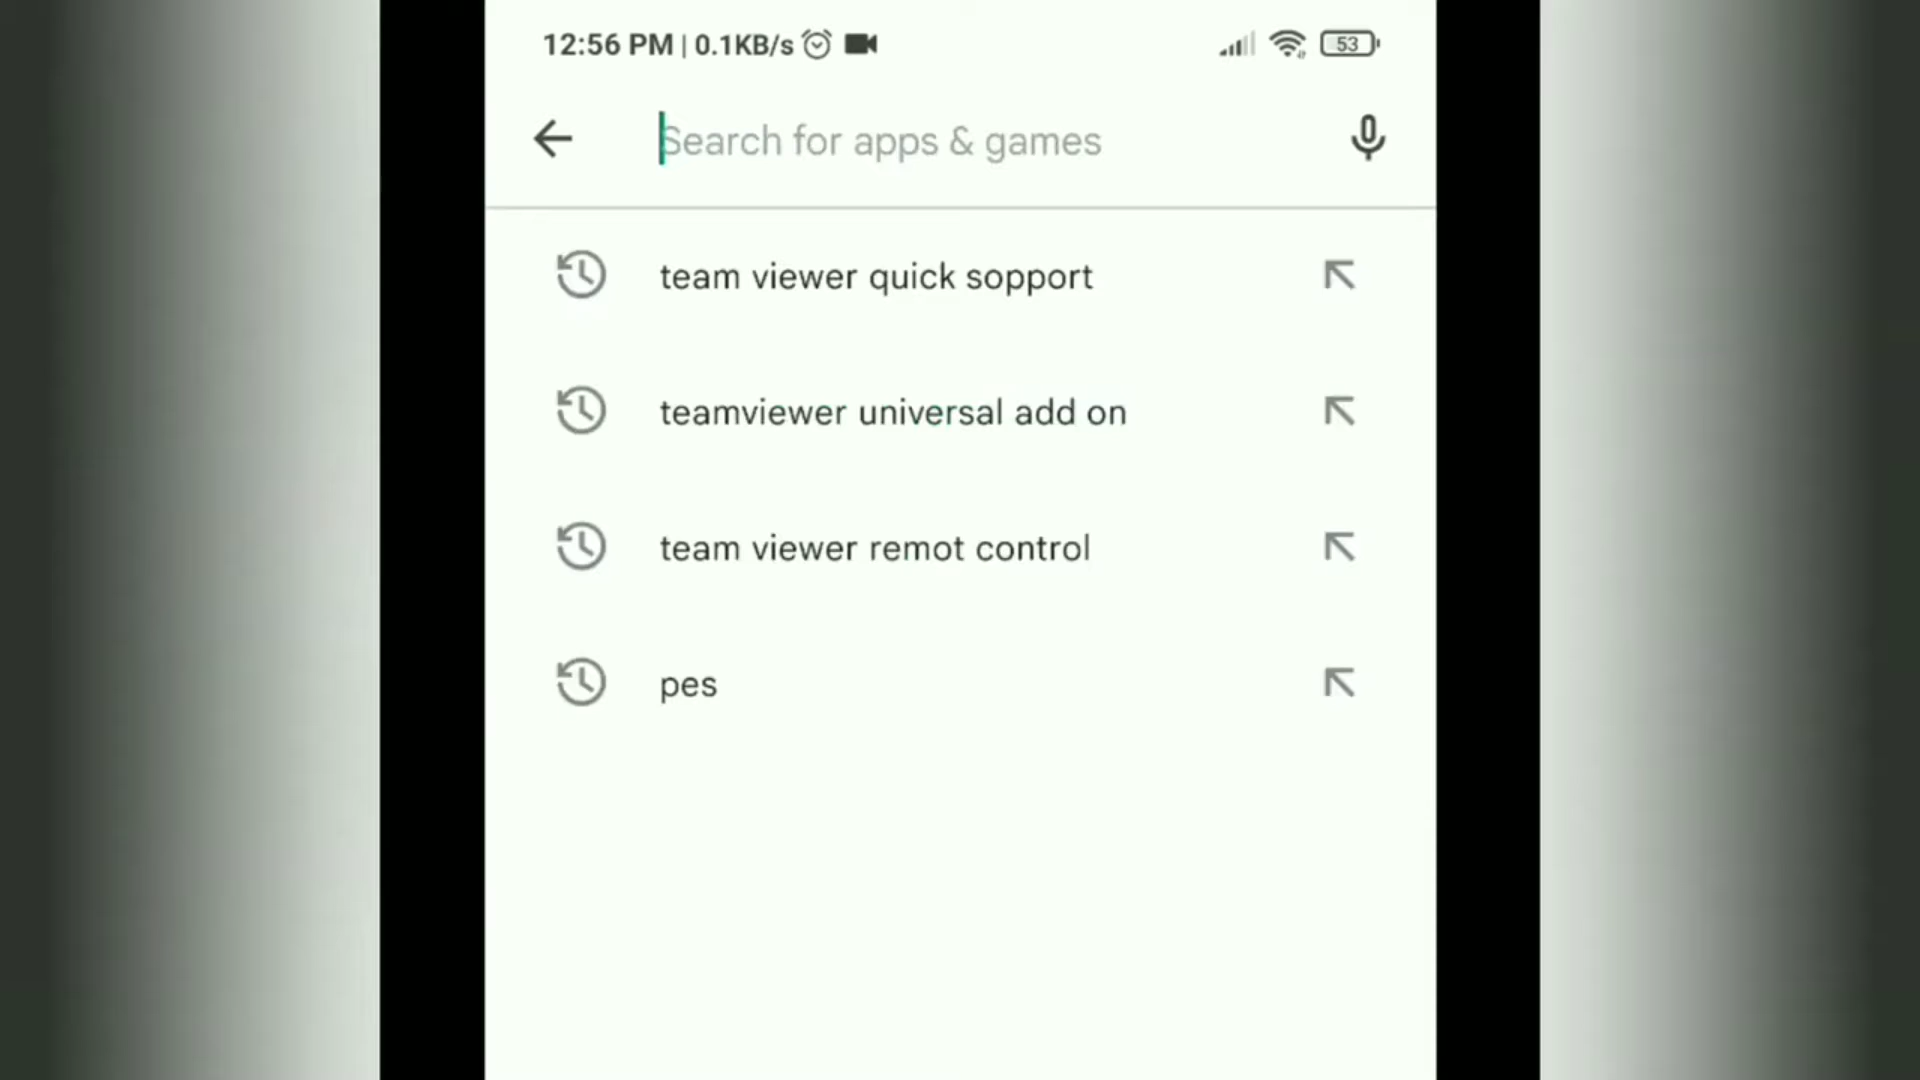 12:56 PM | 0.1KB/s 53
Search for apps & games
team viewer quick sopport
teamviewer universal add on
team viewer remot control
pes